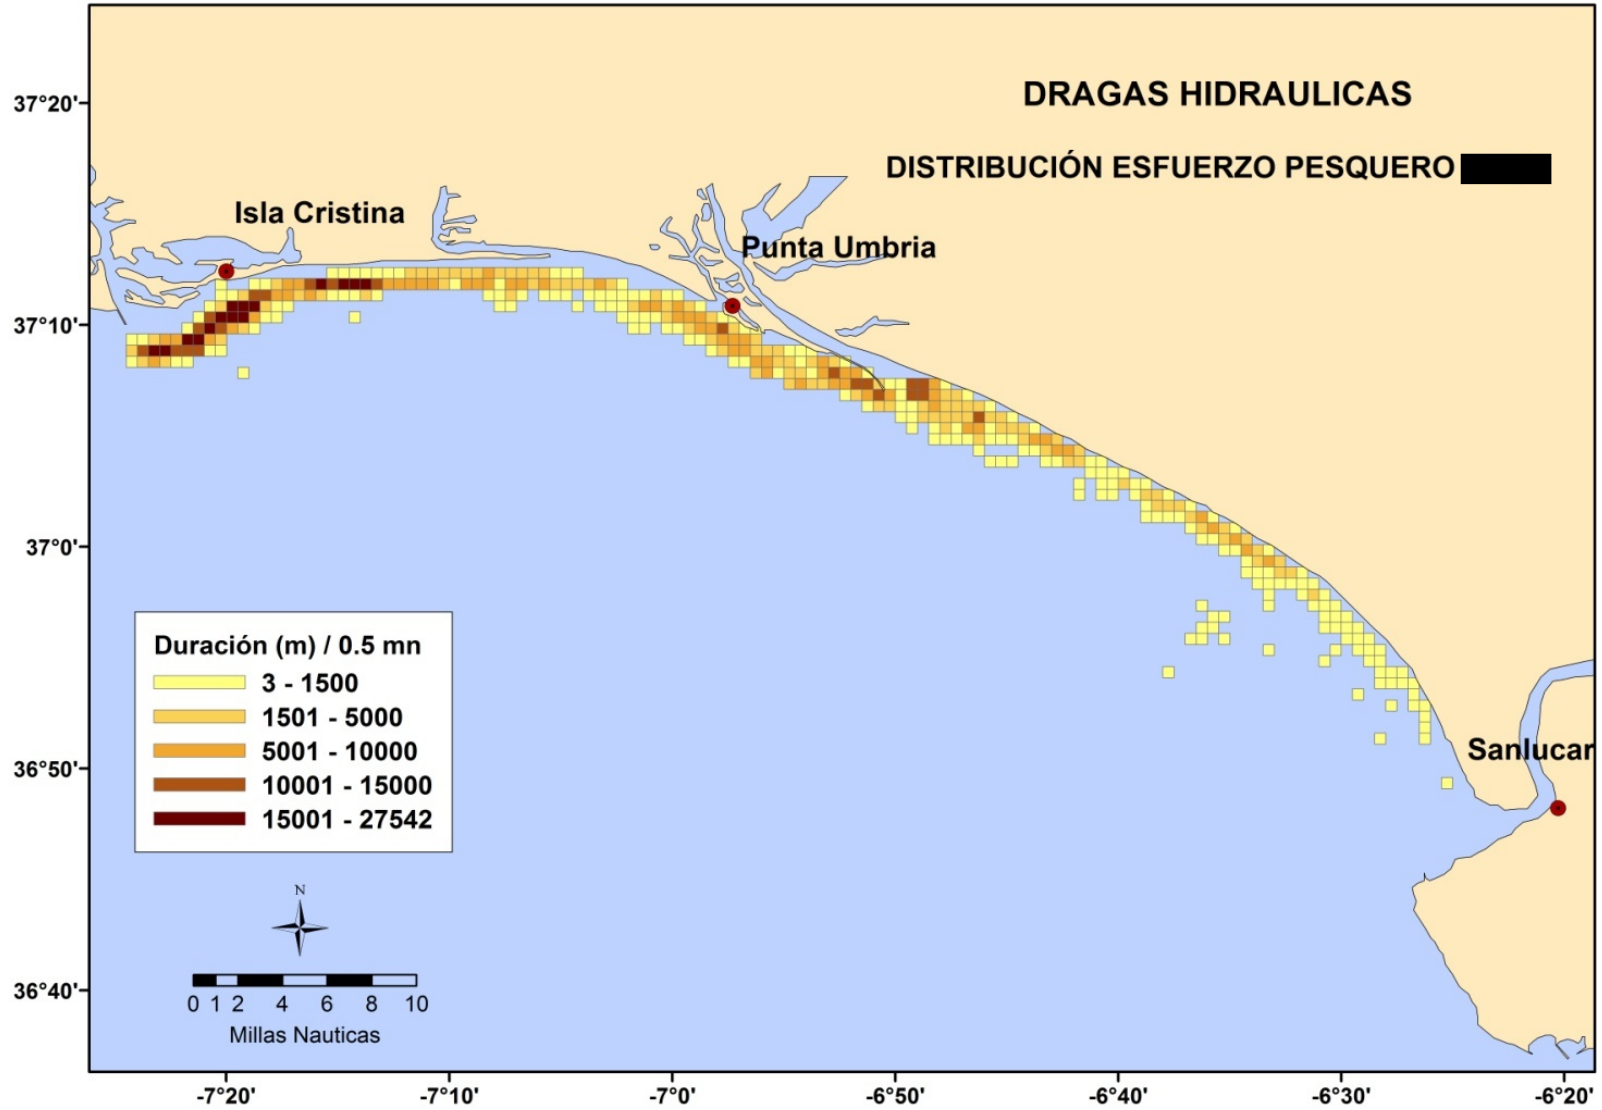 DRAGAS HIDRAULICAS
DISTRIBUCIÓN ESFUERZO PESQUERO
37°20'
37°10'
37°0'
36°50'
36°40'
Isla Cristina
Punta Umbria
Sanlucar
Duración (m) / 0.5 mn
3 - 1500
1501 - 5000
5001 - 10000
10001 - 15000
15001 - 27542
N
0 1 2 4 6 8 10
Millas Nauticas
-7°20' -7°10' -7°0' -6°50' -6°40' -6°30' -6°20'